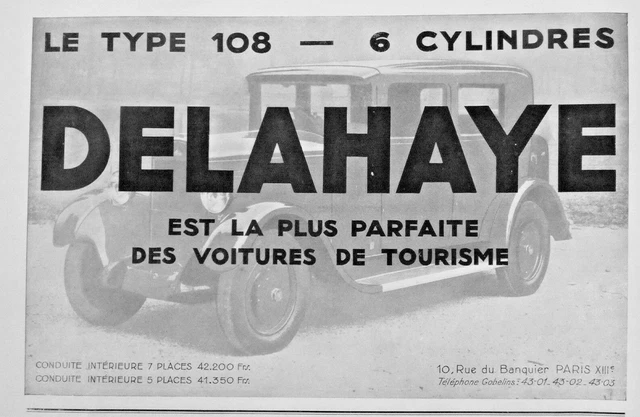 LE TYPE 108 — 6 CYLINDRES
DELAHAYE
EST LA PLUS PARFAITE
DES VOITURES DE TOURISME
CONDUITE INTÉRIEURE 7 PLACES 42.200 Frs.
CONDUITE INTÉRIEURE 5 PLACES 41.350 Frs.
10, Rue du Banquier PARIS XIIIe
Téléphone Gobelins: 43-01 - 43-02 - 43-03